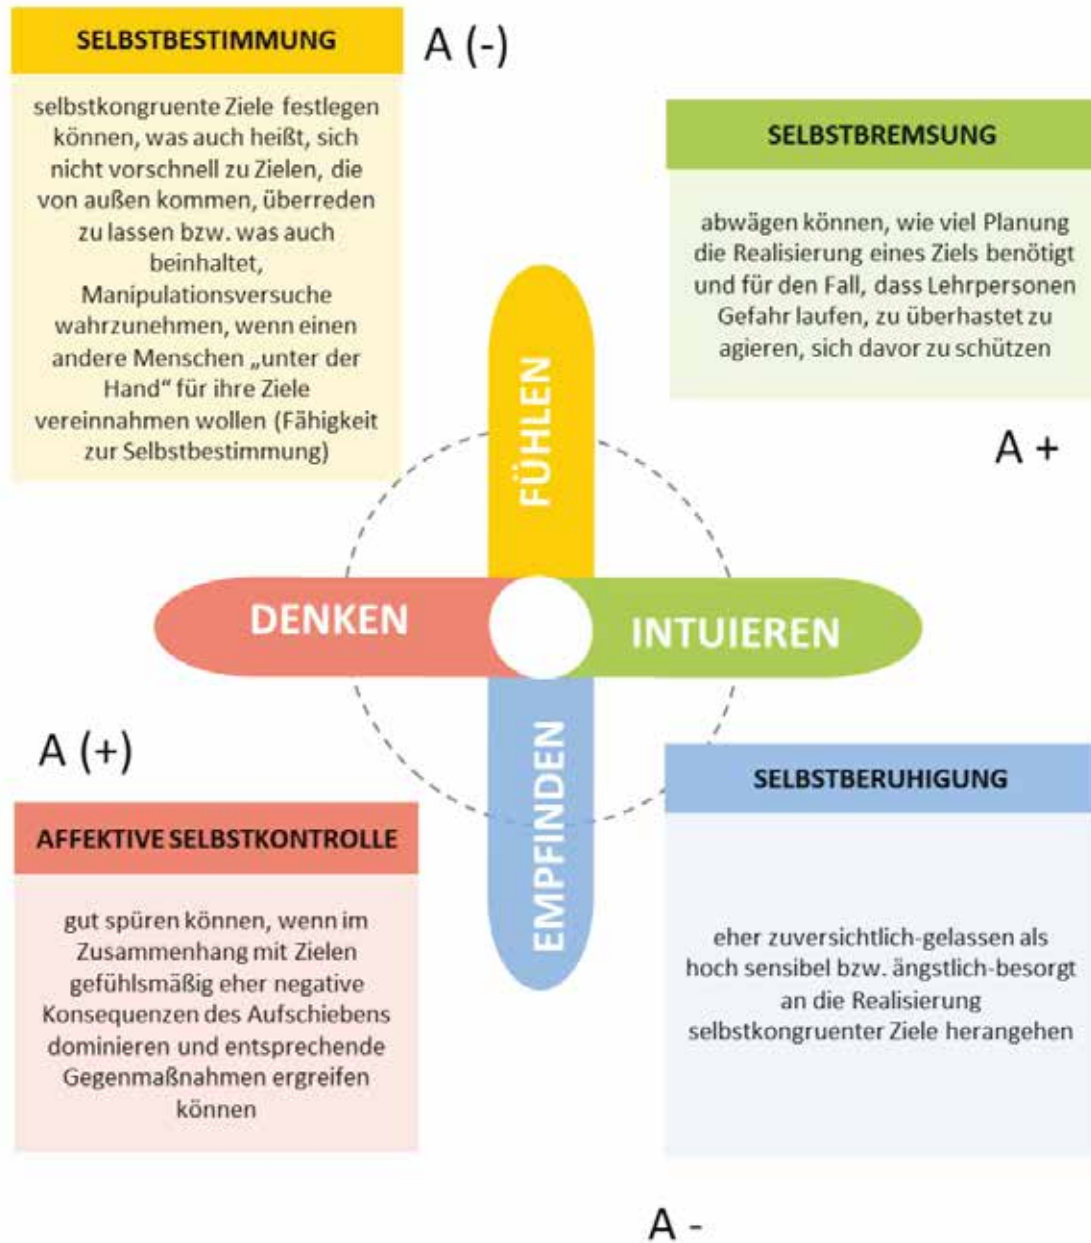 SELBSTBESTIMMUNG
A (-)
selbstkongruente Ziele festlegen
können, was auch heißt, sich
nicht vorschnell zu Zielen, die
von außen kommen, überreden
zu lassen bzw. was auch
beinhaltet,
Manipulationsversuche
wahrzunehmen, wenn einen
andere Menschen „unter der
Hand“ für ihre Ziele
vereinnahmen wollen (Fähigkeit
zur Selbstbestimmung)
SELBSTBREMSUNG
abwägen können, wie viel Planung
die Realisierung eines Ziels benötigt
und für den Fall, dass Lehrpersonen
Gefahr laufen, zu überhastet zu
agieren, sich davor zu schützen
A +
FÜHLEN
DENKEN
INTUIEREN
EMPFINDEN
A (+)
AFFEKTIVE SELBSTKONTROLLE
gut spüren können, wenn im
Zusammenhang mit Zielen
gefühlsmäßig eher negative
Konsequenzen des Aufschiebens
dominieren und entsprechende
Gegenmaßnahmen ergreifen
können
SELBSTBERUHIGUNG
eher zuversichtlich-gelassen als
hoch sensibel bzw. ängstlich-besorgt
an die Realisierung
selbstkongruenter Ziele herangehen
A -